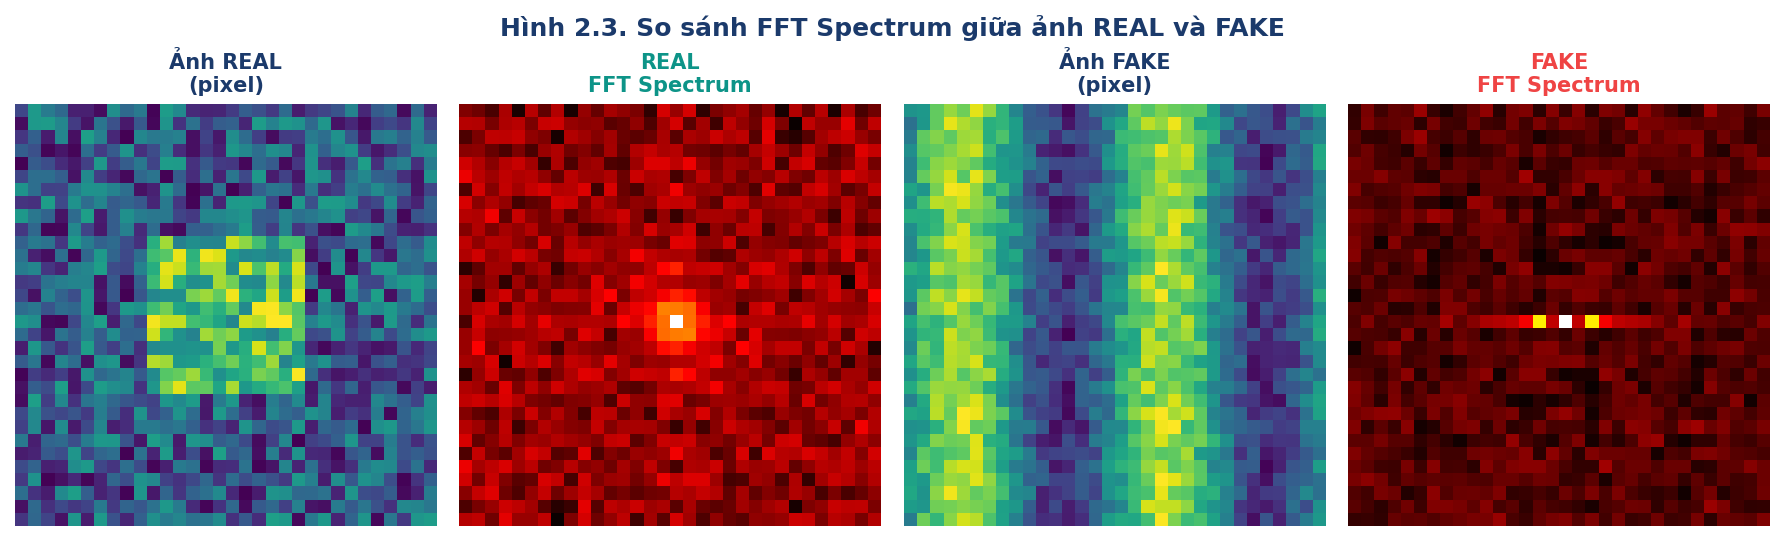 Hình 2.3. So sánh FFT Spectrum giữa ảnh REAL và FAKE
Ảnh REAL
(pixel)
REAL
FFT Spectrum
Ảnh FAKE
(pixel)
FAKE
FFT Spectrum